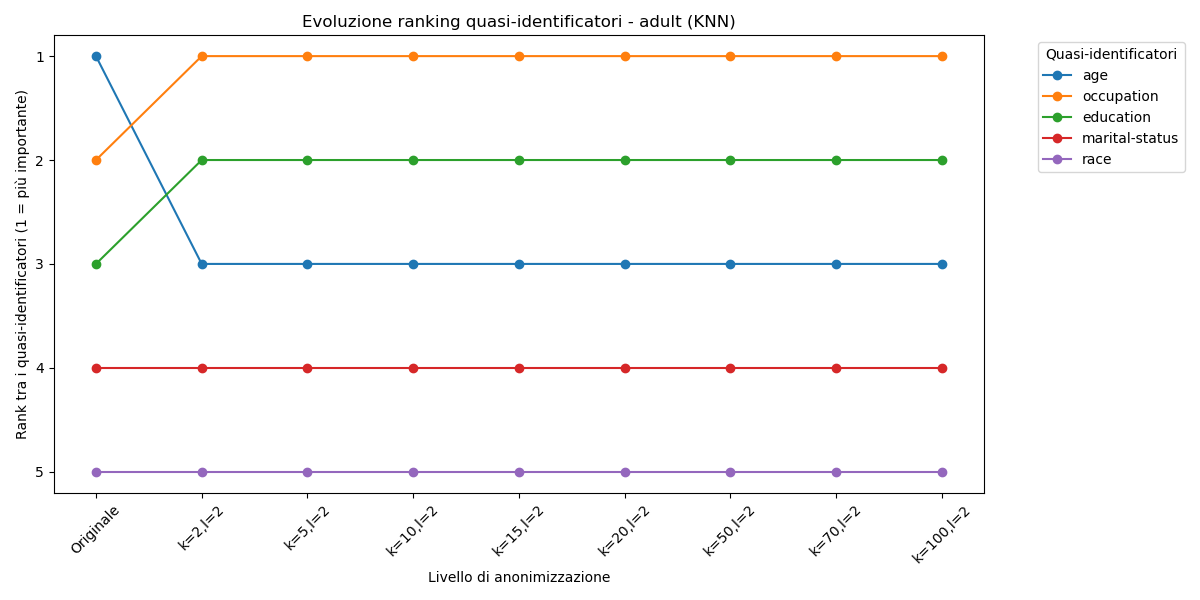 Evoluzione ranking quasi-identificatori - adult (KNN)
Rank tra i quasi-identificatori (1 = più importante)
1
2
3
4
5
Originale
k=2,l=2
k=5,l=2
k=10,l=2
k=15,l=2
k=20,l=2
k=50,l=2
k=70,l=2
k=100,l=2
Livello di anonimizzazione
Quasi-identificatori
age
occupation
education
marital-status
race